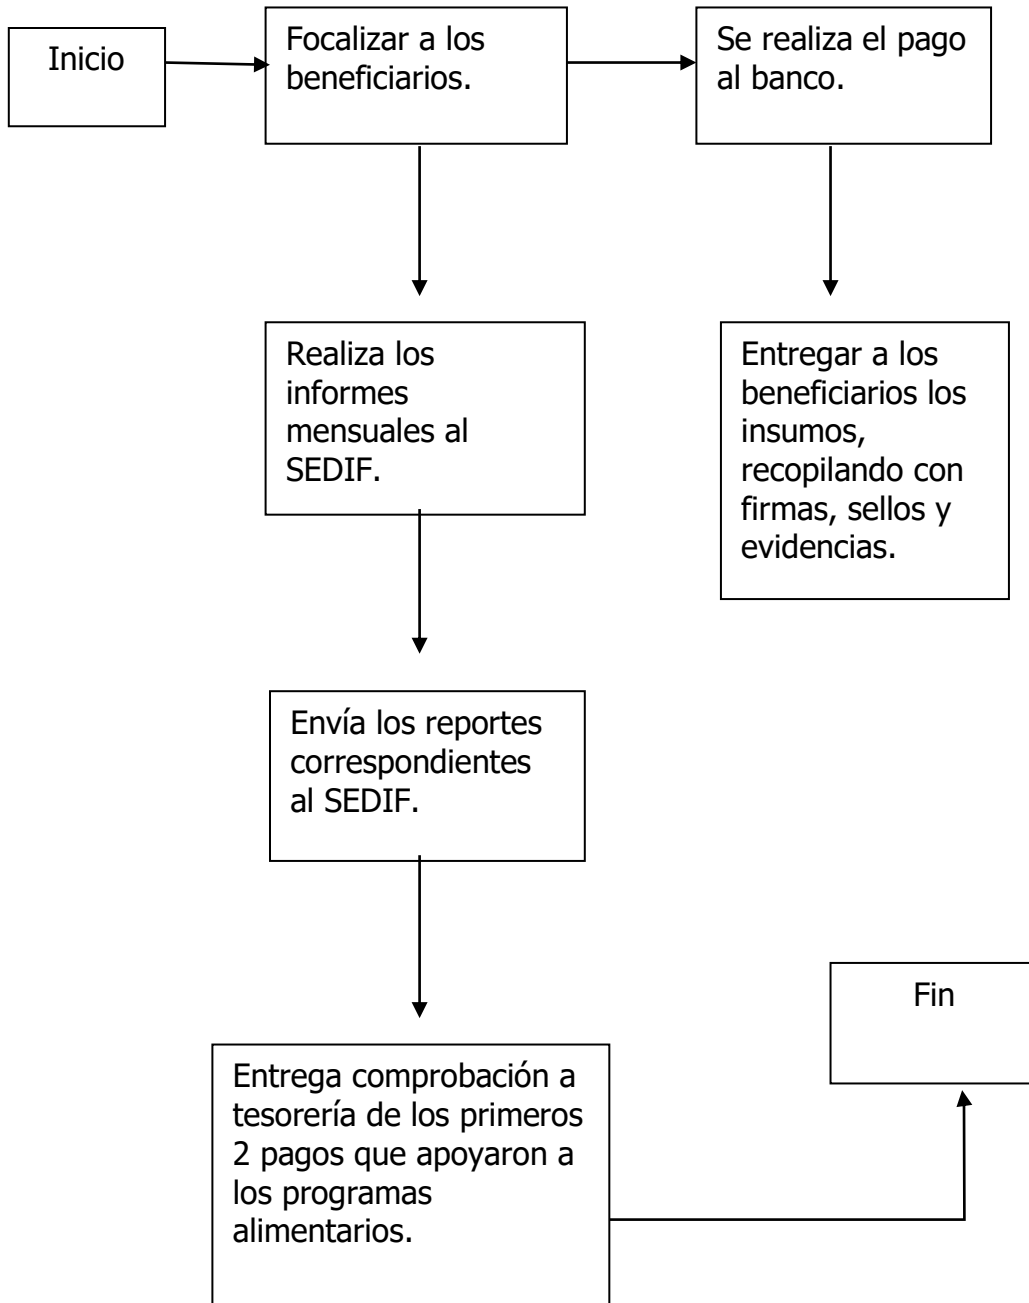 Inicio
Focalizar a los
beneficiarios.
Se realiza el pago
al banco.
Realiza los
informes
mensuales al
SEDIF.
Entregar a los
beneficiarios los
insumos,
recopilando con
firmas, sellos y
evidencias.
Envía los reportes
correspondientes
al SEDIF.
Fin
Entrega comprobación a
tesorería de los primeros
2 pagos que apoyaron a
los programas
alimentarios.